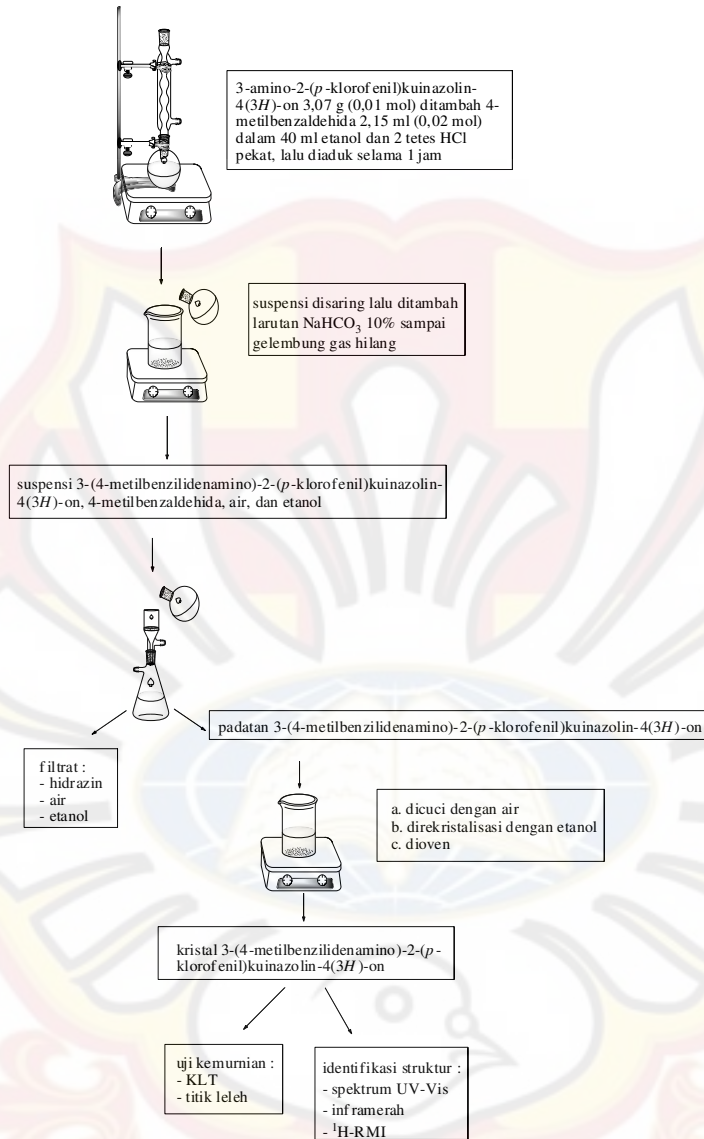 3-amino-2-(p-klorofenil)kuinazolin-
4(3H)-on 3,07 g (0,01 mol) ditambah 4-
metilbenzaldehida 2,15 ml (0,02 mol)
dalam 40 ml etanol dan 2 tetes HCl
pekat, lalu diaduk selama 1 jam
suspensi disaring lalu ditambah
larutan NaHCO₃ 10% sampai
gelembung gas hilang
suspensi 3-(4-metilbenzilidenamino)-2-(p-klorofenil)kuinazolin-
4(3H)-on, 4-metilbenzaldehida, air, dan etanol
padatan 3-(4-metilbenzilidenamino)-2-(p-klorofenil)kuinazolin-4(3H)-on
filtrat :
- hidrazin
- air
- etanol
a. dicuci dengan air
b. direkristalisasi dengan etanol
c. dioven
kristal 3-(4-metilbenzilidenamino)-2-(p-
klorofenil)kuinazolin-4(3H)-on
uji kemurnian :
- KLT
- titik leleh
identifikasi struktur :
- spektrum UV-Vis
- inframerah
- ¹H-RMI